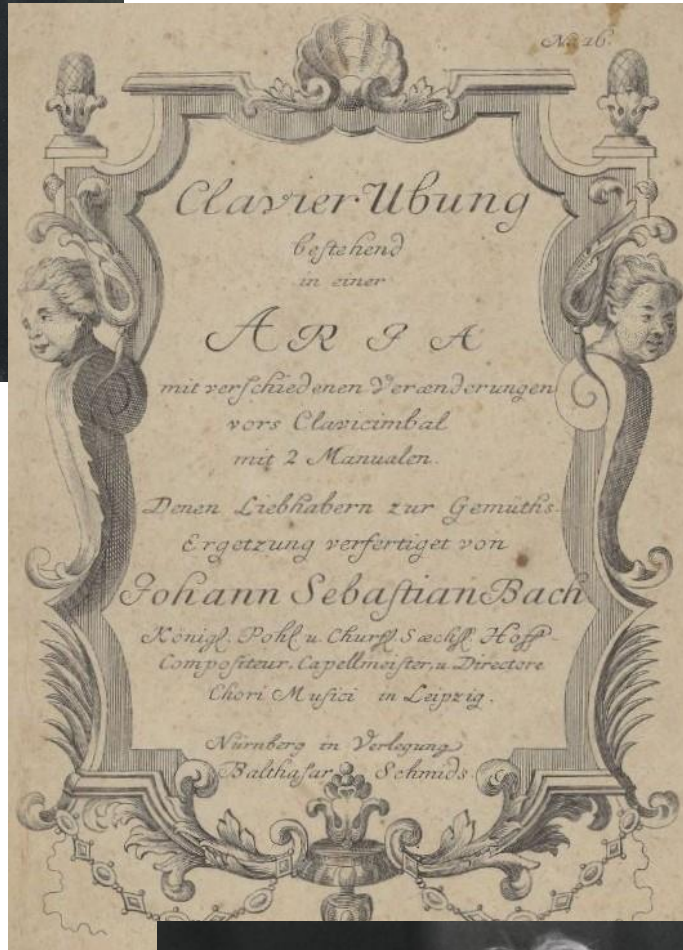 No. 16.
Clavier Ubung
bestehend
in einer
ARIA
mit verschiedenen Verænderungen
vors Clavicimbal
mit 2 Manualen.
Denen Liebhabern zur Gemüths-
Ergetzung verfertiget von
Johann Sebastian Bach
Königl. Pohl. u. Churfl. Sæchss. Hoff-
Compositeur, Capellmeister, u. Directore
Chori Musici in Leipzig.
Nürnberg in Verlegung
Balthasar Schmids.